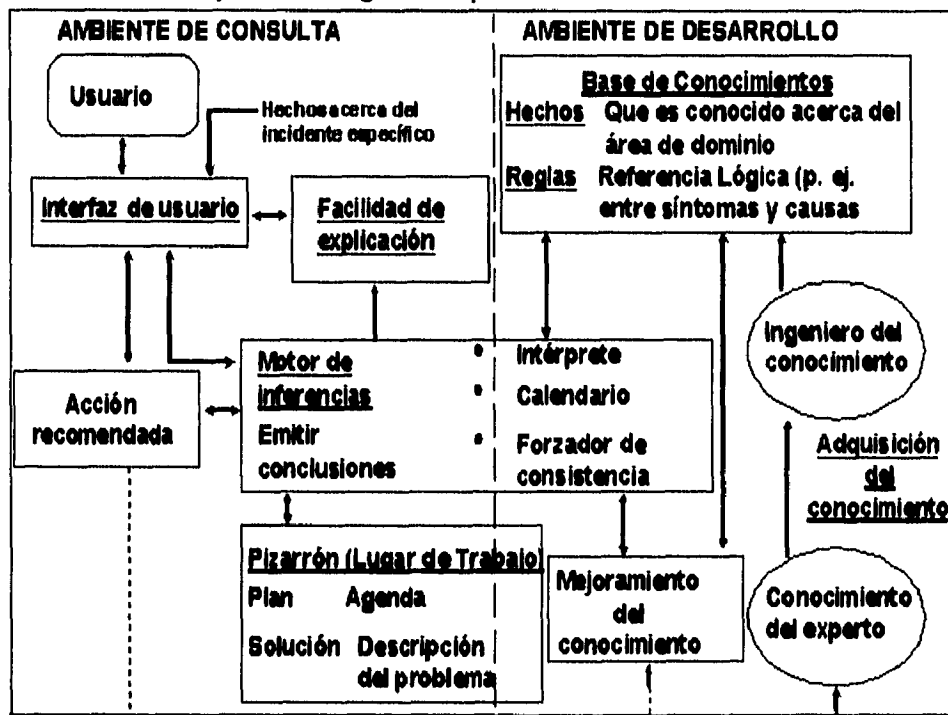 AMBIENTE DE CONSULTA
Usuario
Hechos acerca del
incidente específico
Interfaz de usuario
Facilidad de
explicación
Motor de
inferencias
Emitir
conclusiones
Acción
recomendada
Pizarrón (Lugar de Trabajo)
Plan Agenda
Solución Descripción
del problema
AMBIENTE DE DESARROLLO
Base de Conocimientos
Hechos Que es conocido acerca del
área de dominio
Reglas Referencia Lógica (p. ej.
entre síntomas y causas
• Intérprete
• Calendario
• Forzador de
consistencia
Ingeniero del
conocimiento
Adquisición
del
conocimiento
Mejoramiento
del
conocimiento
Conocimiento
del experto